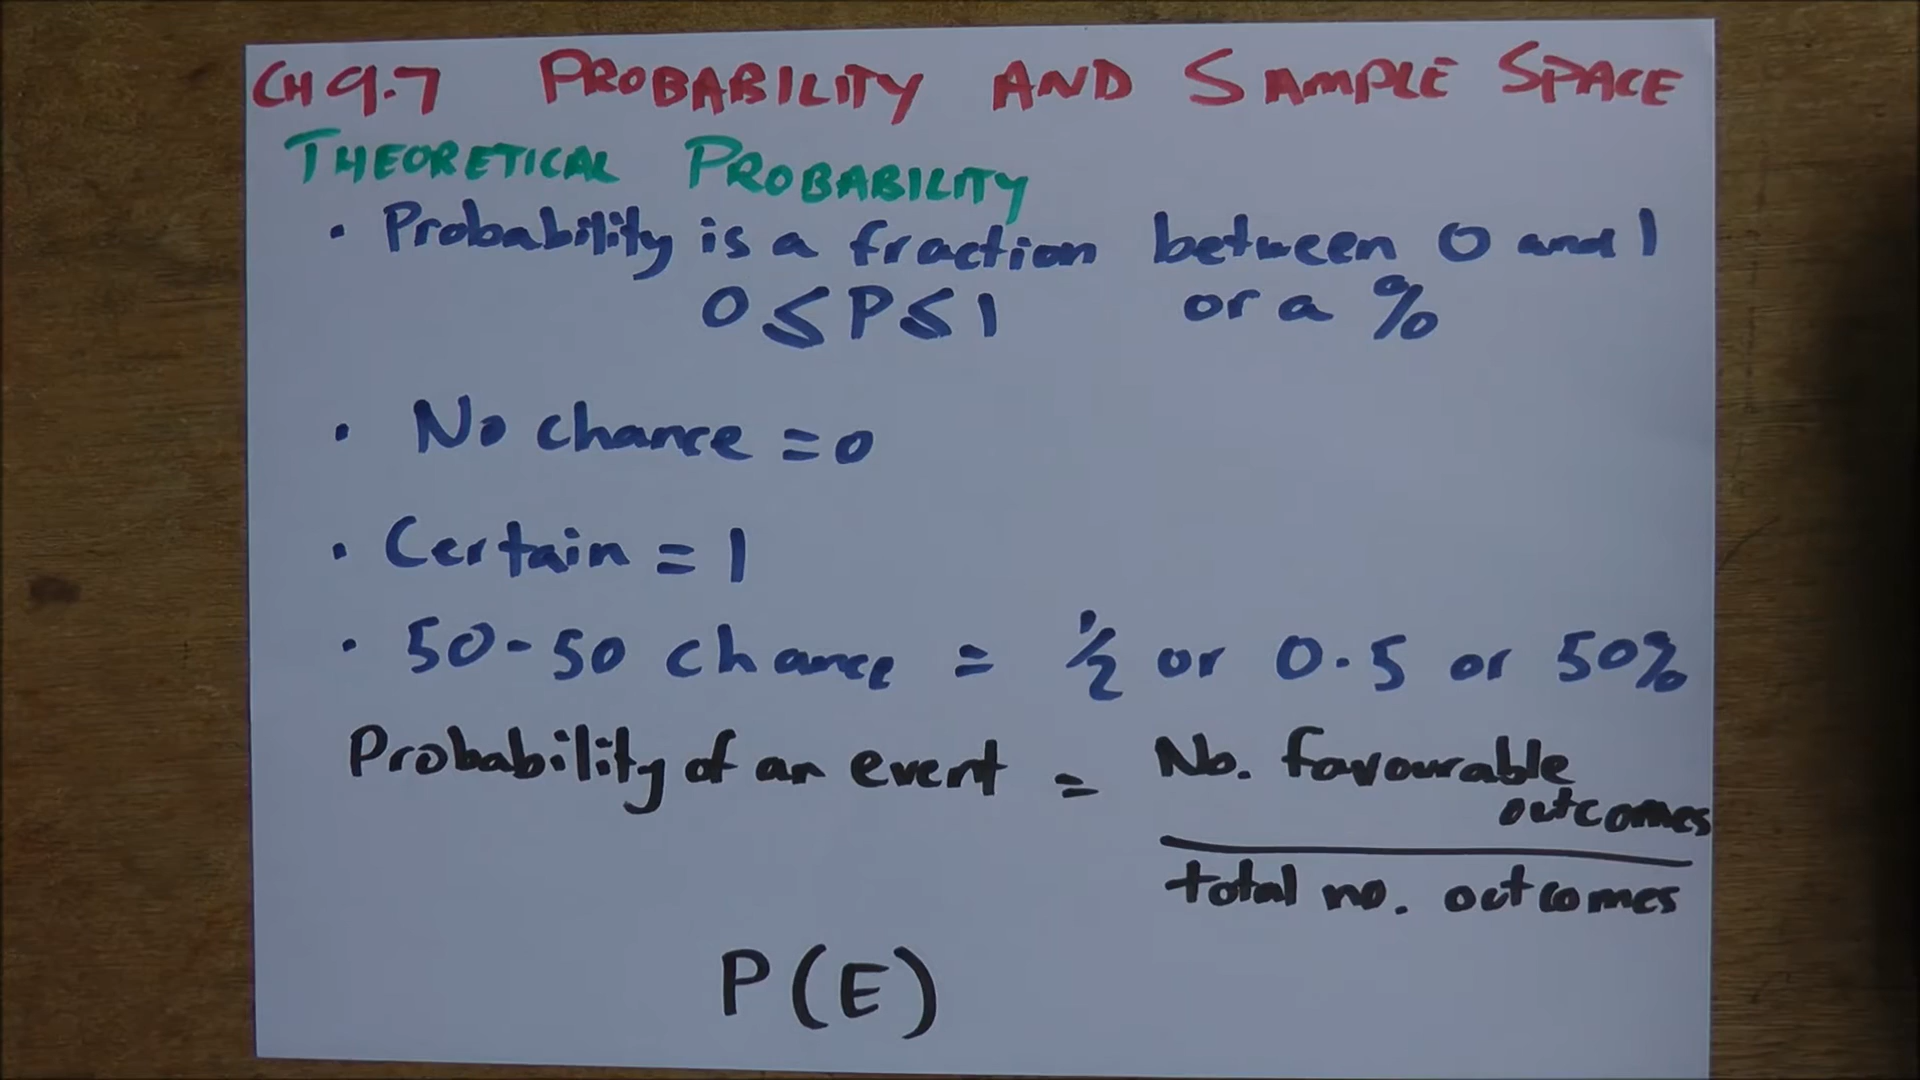 CH 9.7 PROBABILITY AND SAMPLE SPACE
THEORETICAL PROBABILITY
• Probability is a fraction between 0 and 1
0 ≤ P ≤ 1 or a %
• No chance = 0
• Certain = 1
• 50-50 chance = 1/2 or 0.5 or 50%
Probability of an event = No. favourable
outcomes
total no. outcomes
P(E)